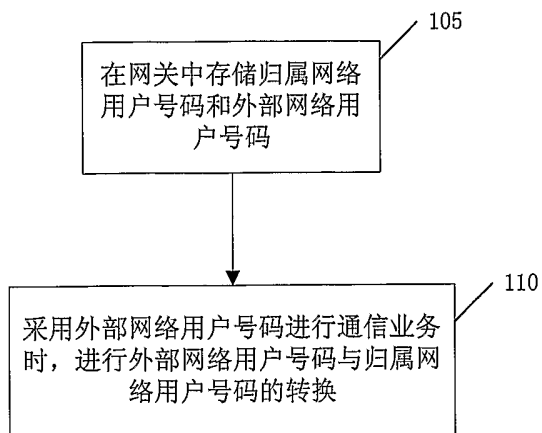 105
在网关中存储归属网络
用户号码和外部网络用
户号码
110
采用外部网络用户号码进行通信业务
时，进行外部网络用户号码与归属网
络用户号码的转换